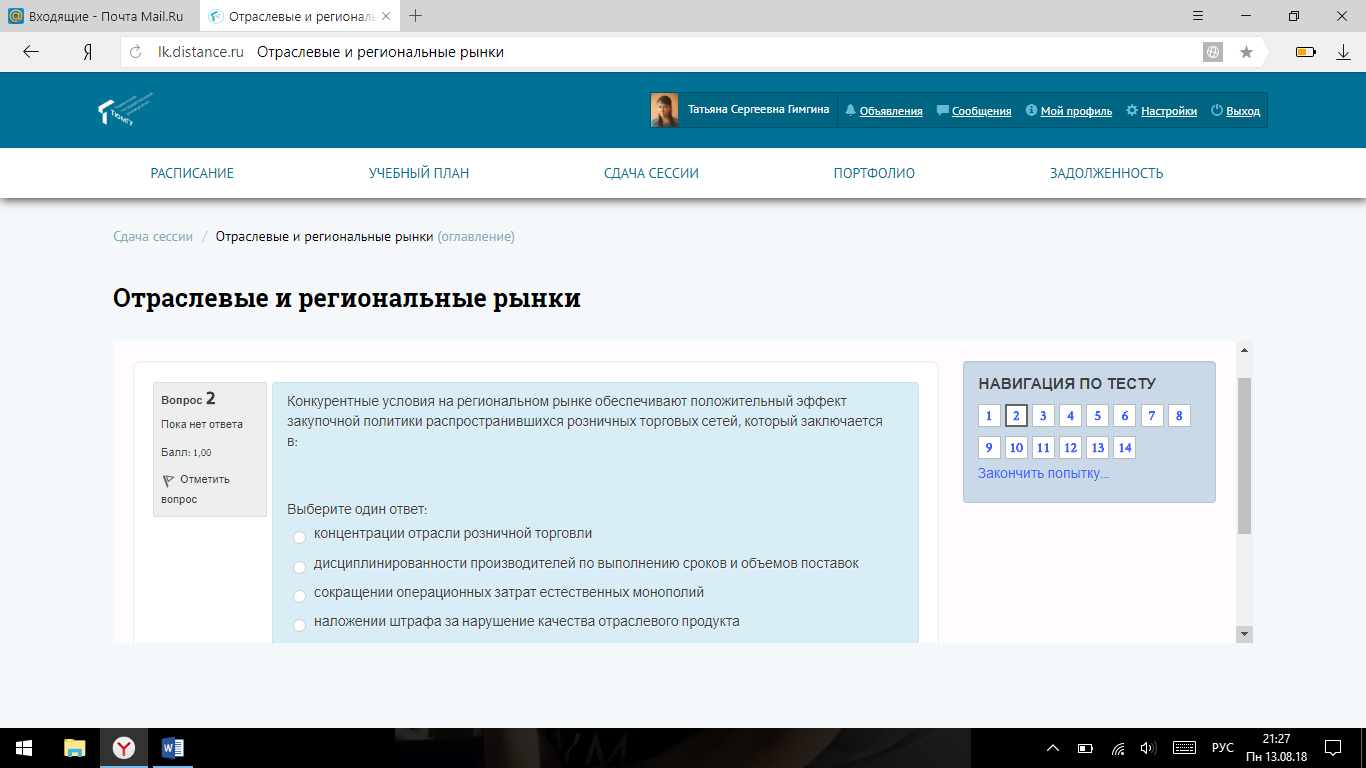 Входящие - Почта Mail.Ru
Отраслевые и региональ
lk.distance.ru Отраслевые и региональные рынки
ТюмГУ
Татьяна Сергеевна Гимгина Объявления Сообщения Мой профиль Настройки Выход
РАСПИСАНИЕ УЧЕБНЫЙ ПЛАН СДАЧА СЕССИИ ПОРТФОЛИО ЗАДОЛЖЕННОСТЬ
Сдача сессии / Отраслевые и региональные рынки (оглавление)
Отраслевые и региональные рынки
Вопрос 2
Пока нет ответа
Балл: 1,00
Отметить
вопрос
Конкурентные условия на региональном рынке обеспечивают положительный эффект
закупочной политики распространившихся розничных торговых сетей, который заключается
в:
Выберите один ответ:
концентрации отрасли розничной торговли
дисциплинированности производителей по выполнению сроков и объемов поставок
сокращении операционных затрат естественных монополий
наложении штрафа за нарушение качества отраслевого продукта
НАВИГАЦИЯ ПО ТЕСТУ
1 2 3 4 5 6 7 8
9 10 11 12 13 14
Закончить попытку...
РУС
21:27
Пн 13.08.18